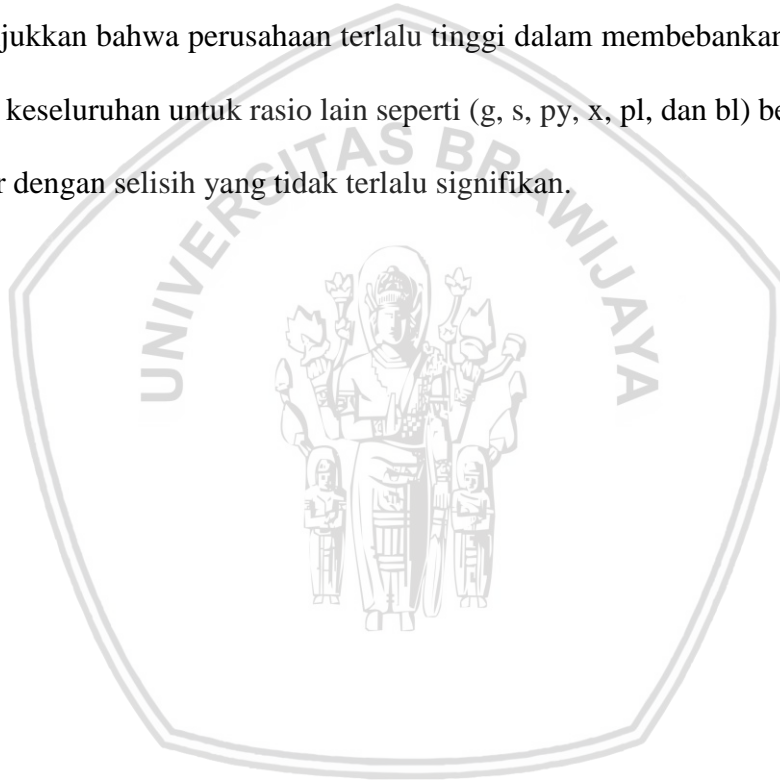 jukkan bahwa perusahaan terlalu tinggi dalam membebankan
keseluruhan untuk rasio lain seperti (g, s, py, x, pl, dan bl) be
r dengan selisih yang tidak terlalu signifikan.
UNIVERSITAS BRAWIJAYA